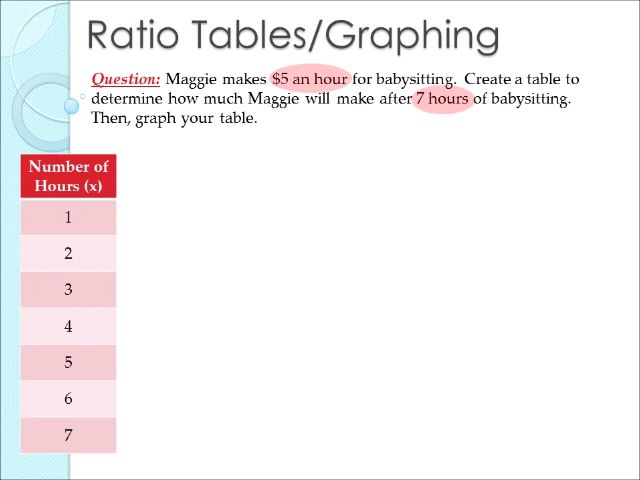 Ratio Tables/Graphing
Question: Maggie makes $5 an hour for babysitting. Create a table to
determine how much Maggie will make after 7 hours of babysitting.
Then, graph your table.
Number of
Hours (x)
1
2
3
4
5
6
7